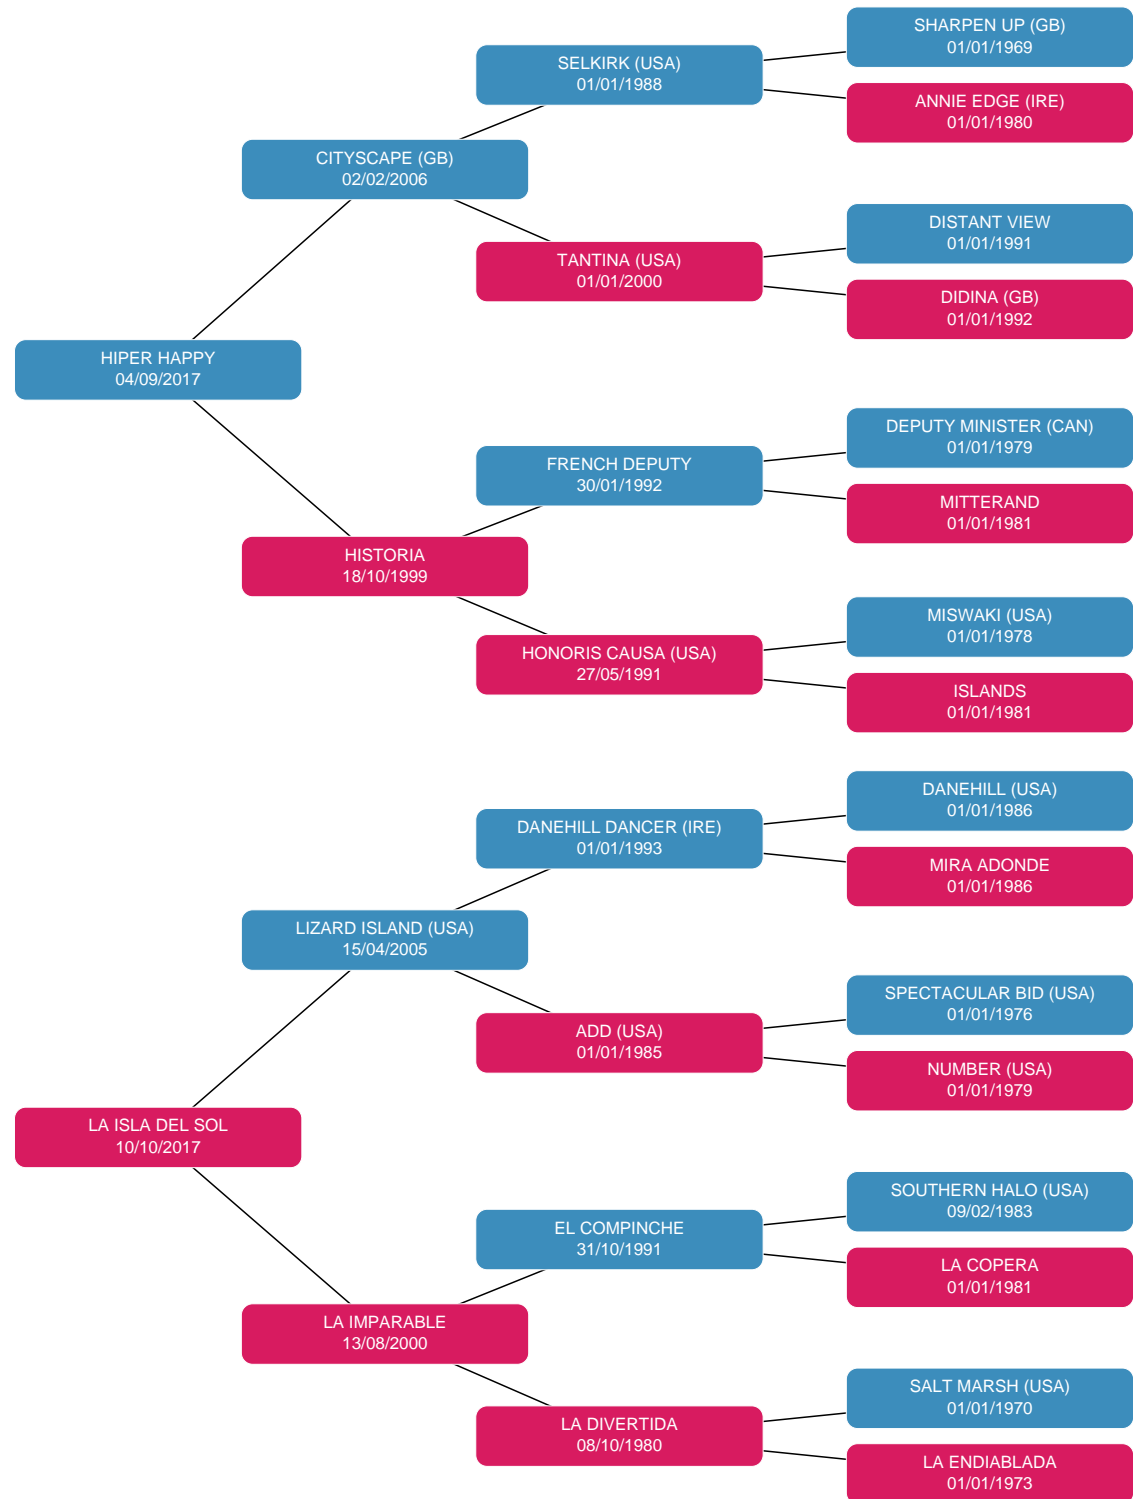 SHARPEN UP (GB)
01/01/1969
SELKIRK (USA)
01/01/1988
ANNIE EDGE (IRE)
01/01/1980
CITYSCAPE (GB)
02/02/2006
DISTANT VIEW
01/01/1991
TANTINA (USA)
01/01/2000
DIDINA (GB)
01/01/1992
HIPER HAPPY
04/09/2017
DEPUTY MINISTER (CAN)
01/01/1979
FRENCH DEPUTY
30/01/1992
MITTERAND
01/01/1981
HISTORIA
18/10/1999
MISWAKI (USA)
01/01/1978
HONORIS CAUSA (USA)
27/05/1991
ISLANDS
01/01/1981
DANEHILL (USA)
01/01/1986
DANEHILL DANCER (IRE)
01/01/1993
MIRA ADONDE
01/01/1986
LIZARD ISLAND (USA)
15/04/2005
SPECTACULAR BID (USA)
01/01/1976
ADD (USA)
01/01/1985
NUMBER (USA)
01/01/1979
LA ISLA DEL SOL
10/10/2017
SOUTHERN HALO (USA)
09/02/1983
EL COMPINCHE
31/10/1991
LA COPERA
01/01/1981
LA IMPARABLE
13/08/2000
SALT MARSH (USA)
01/01/1970
LA DIVERTIDA
08/10/1980
LA ENDIABLADA
01/01/1973